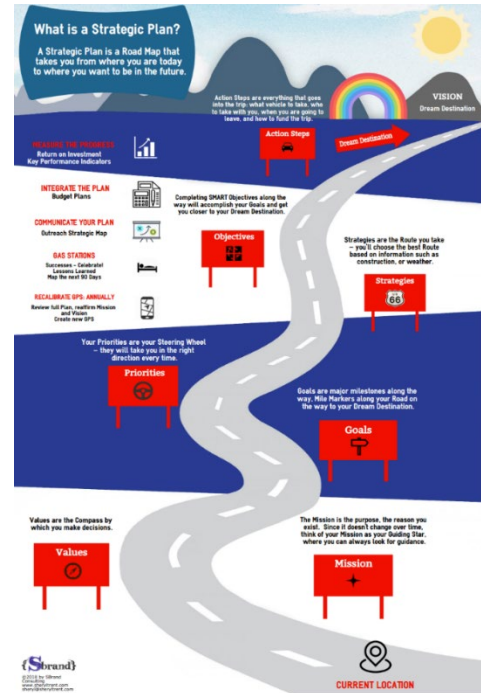 What is a Strategic Plan?
A Strategic Plan is a Road Map that
takes you from where you are today
to where you want to be in the future.
Action Steps are everything that goes
into the trip: what vehicle to take, who
to take with you, when you are going to
leave, and how to fund the trip.
VISION
Dream Destination
Action Steps
Dream Destination
MEASURE THE PROGRESS
Return on Investment
Key Performance Indicators
INTEGRATE THE PLAN
Budget Plans
COMMUNICATE YOUR PLAN
Outreach Strategic Map
GAS STATIONS
Successes - Celebrate!
Lessons Learned
Map the next 90 Days
RECALIBRATE GPS: ANNUALLY
Review full Plan, reaffirm Mission
and Vision
Create new GPS
Completing SMART Objectives along the
way will accomplish your Goals and get
you closer to your Dream Destination.
Objectives
Strategies are the Route you take
– you'll choose the best Route
based on information such as
construction, or weather.
Strategies
66
Your Priorities are your Steering Wheel
– they will take you in the right
direction every time.
Priorities
Goals are major milestones along the
way, Mile Markers along your Road on
the way to your Dream Destination.
Goals
Values are the Compass by
which you make decisions.
Values
The Mission is the purpose, the reason you
exist. Since it doesn't change over time,
think of your Mission as your Guiding Star,
where you can always look for guidance.
Mission
{Sbrand}
©2016 by SBrand
Consulting
CURRENT LOCATION